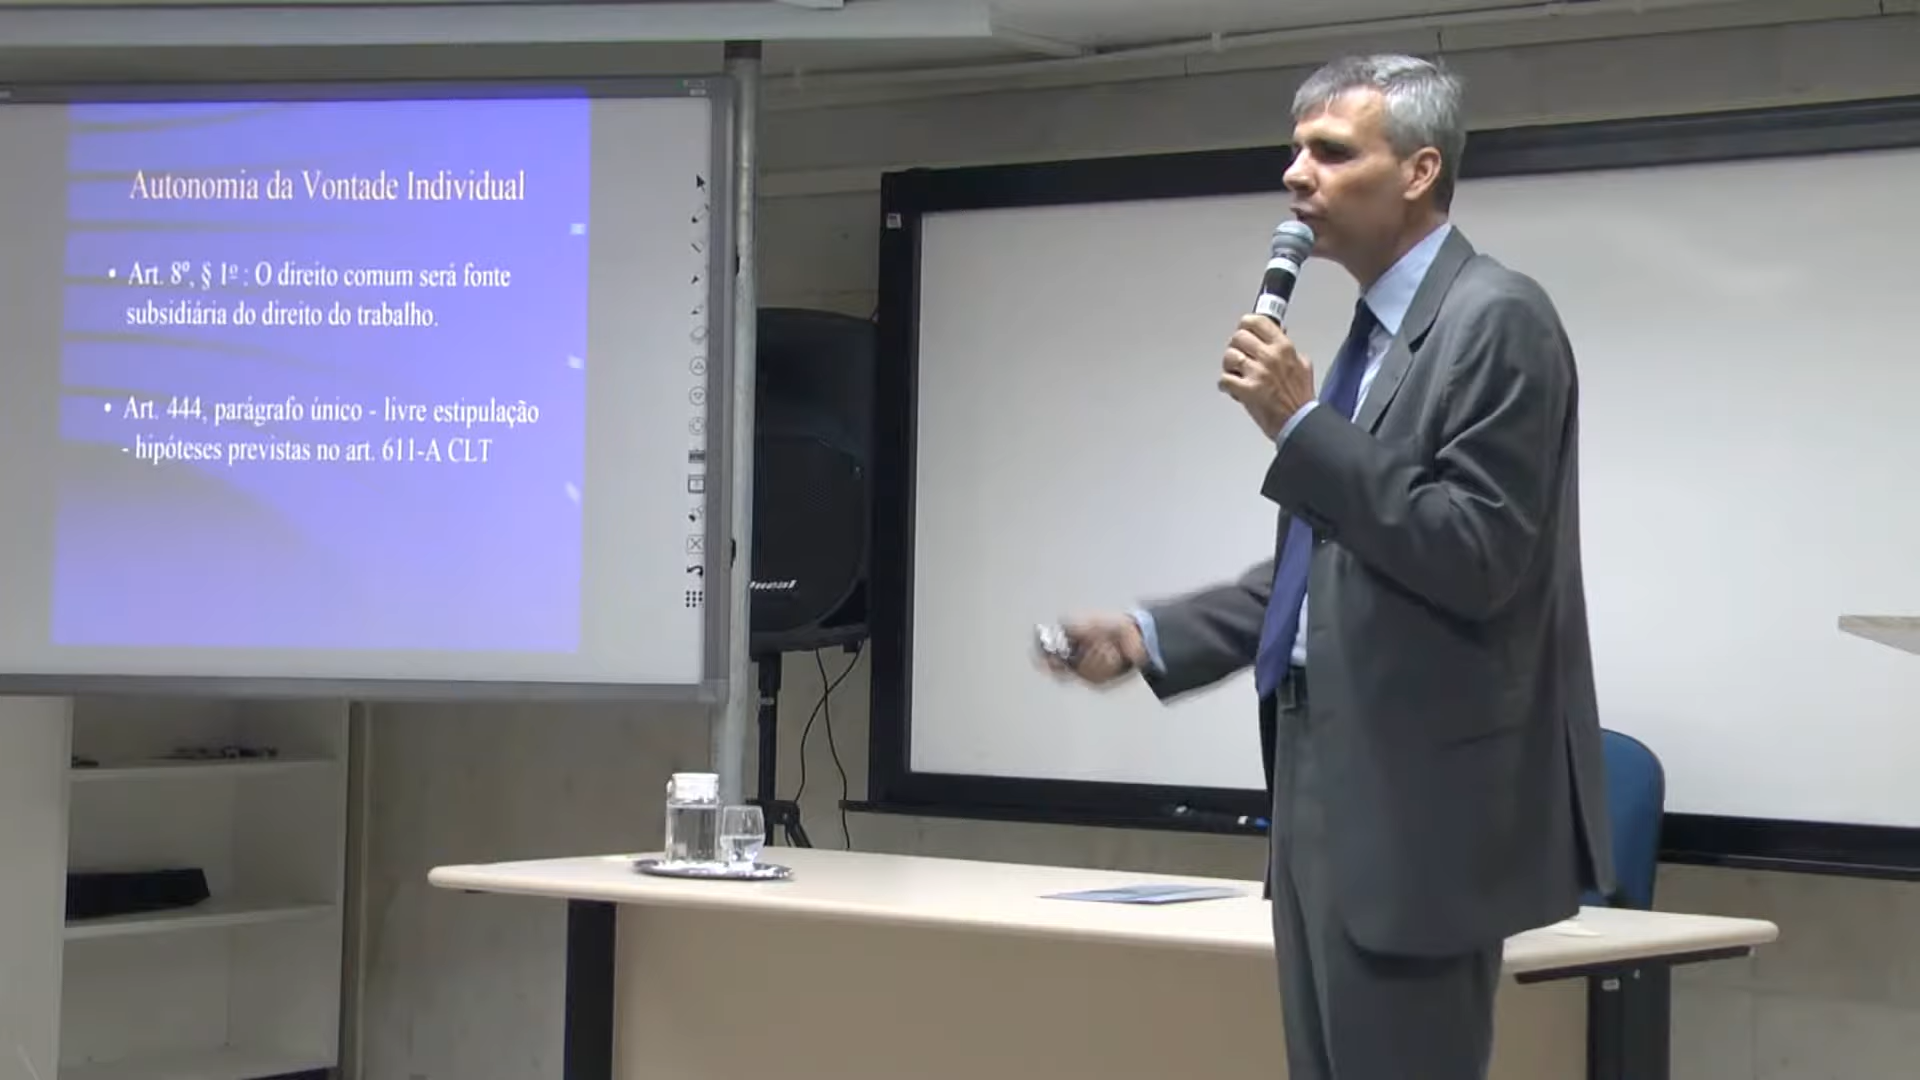 Autonomia da Vontade Individual
• Art. 8º, § 1º : O direito comum será fonte
subsidiária do direito do trabalho.
• Art. 444, parágrafo único - livre estipulação
- hipóteses previstas no art. 611-A CLT